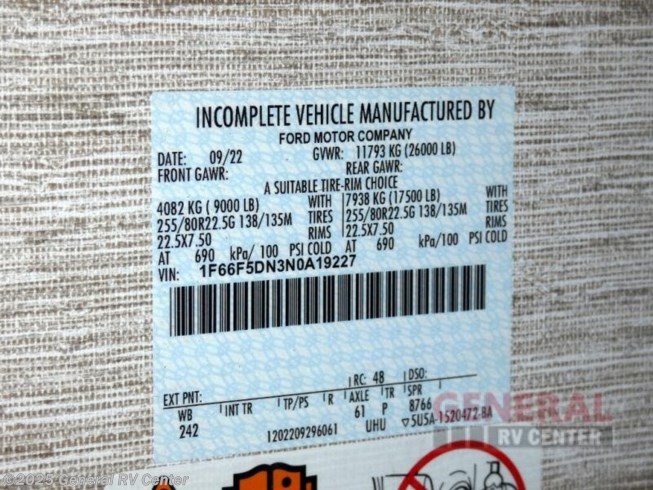 INCOMPLETE VEHICLE MANUFACTURED BY
FORD MOTOR COMPANY
DATE: 09/22 GVWR: 11793 KG (26000 LB)
FRONT GAWR: REAR GAWR:
A SUITABLE TIRE-RIM CHOICE
4082 KG ( 9000 LB) WITH 7938 KG (17500 LB) WITH
255/80R22.5G 138/135M TIRES 255/80R22.5G 138/135M TIRES
22.5X7.50 RIMS 22.5X7.50 RIMS
AT 690 kPa/ 100 PSI COLD AT 690 kPa/ 100 PSI COLD
VIN: 1F66F5DN3N0A19227
RC: 48 DSO:
EXT PNT:
WB INT TR TP/PS R AXLE TR SPR
242 61 P 8766
1202209296061 UHU ▽5U5A-1520472-BA
GENERAL
RV CENTER
©2025 General RV Center